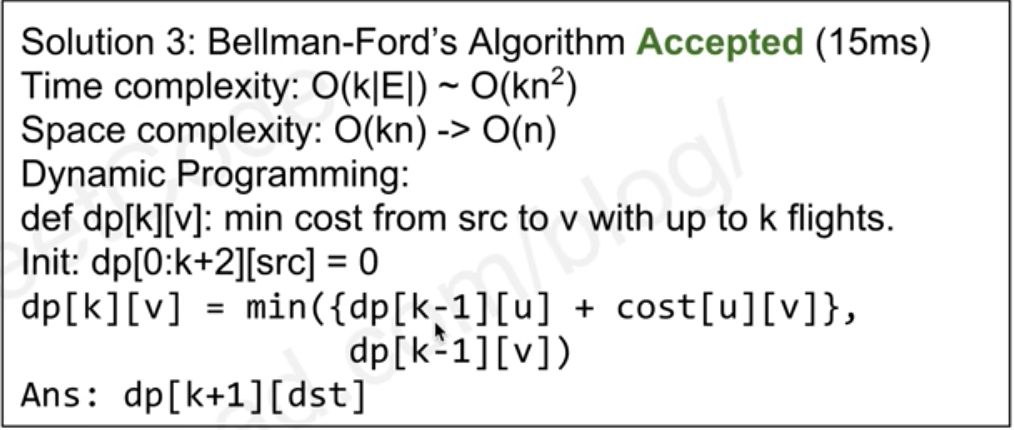 Solution 3: Bellman-Ford's Algorithm Accepted (15ms)
Time complexity: O(k|E|) ~ O(kn²)
Space complexity: O(kn) -> O(n)
Dynamic Programming:
def dp[k][v]: min cost from src to v with up to k flights.
Init: dp[0:k+2][src] = 0
dp[k][v] = min({dp[k-1][u] + cost[u][v]},
dp[k-1][v])
Ans: dp[k+1][dst]